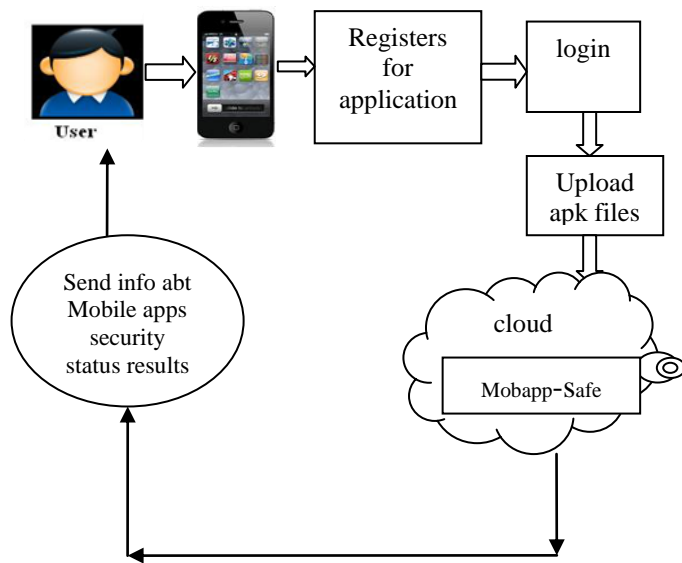 User
Registers
for
application
login
Upload
apk files
cloud
Mobapp-Safe
Send info abt
Mobile apps
security
status results